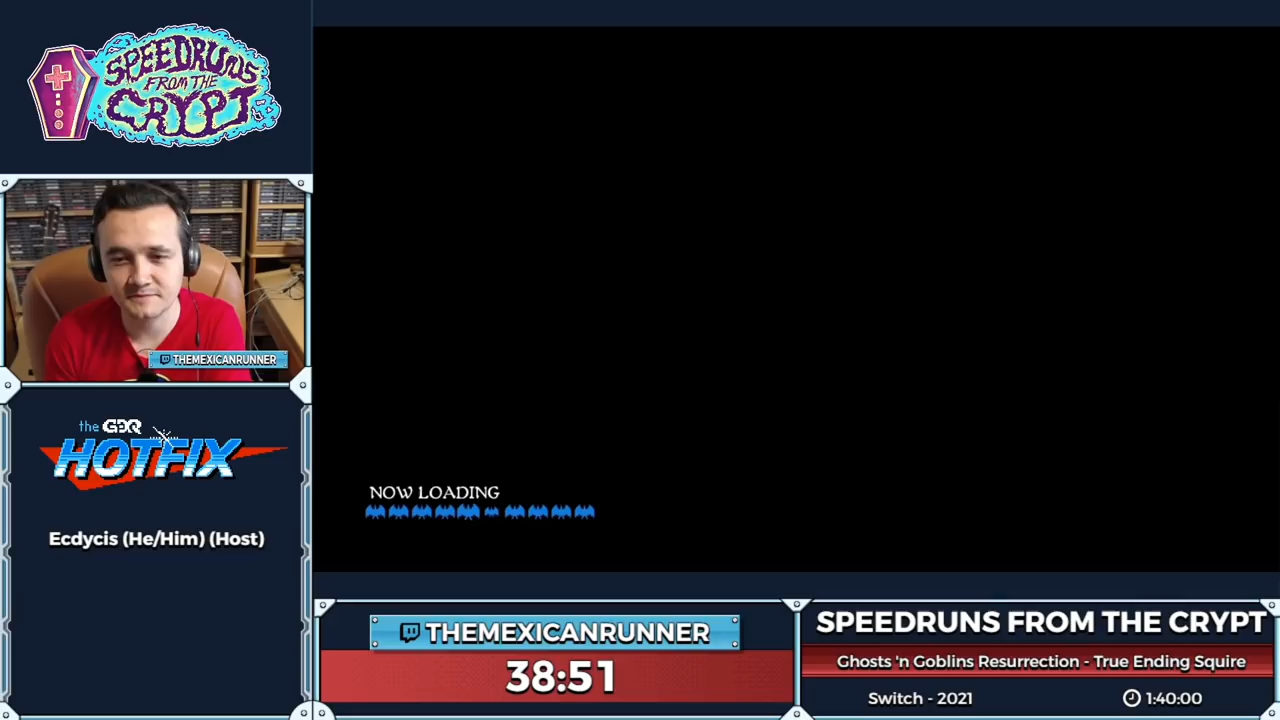 SPEEDRUNS
FROM THE
CRYPT
THEMEXICANRUNNER
the GDQ
HOTFIX
Ecdycis (He/Him) (Host)
NOW LOADING
THEMEXICANRUNNER
38:51
SPEEDRUNS FROM THE CRYPT
Ghosts 'n Goblins Resurrection - True Ending Squire
Switch - 2021
1:40:00